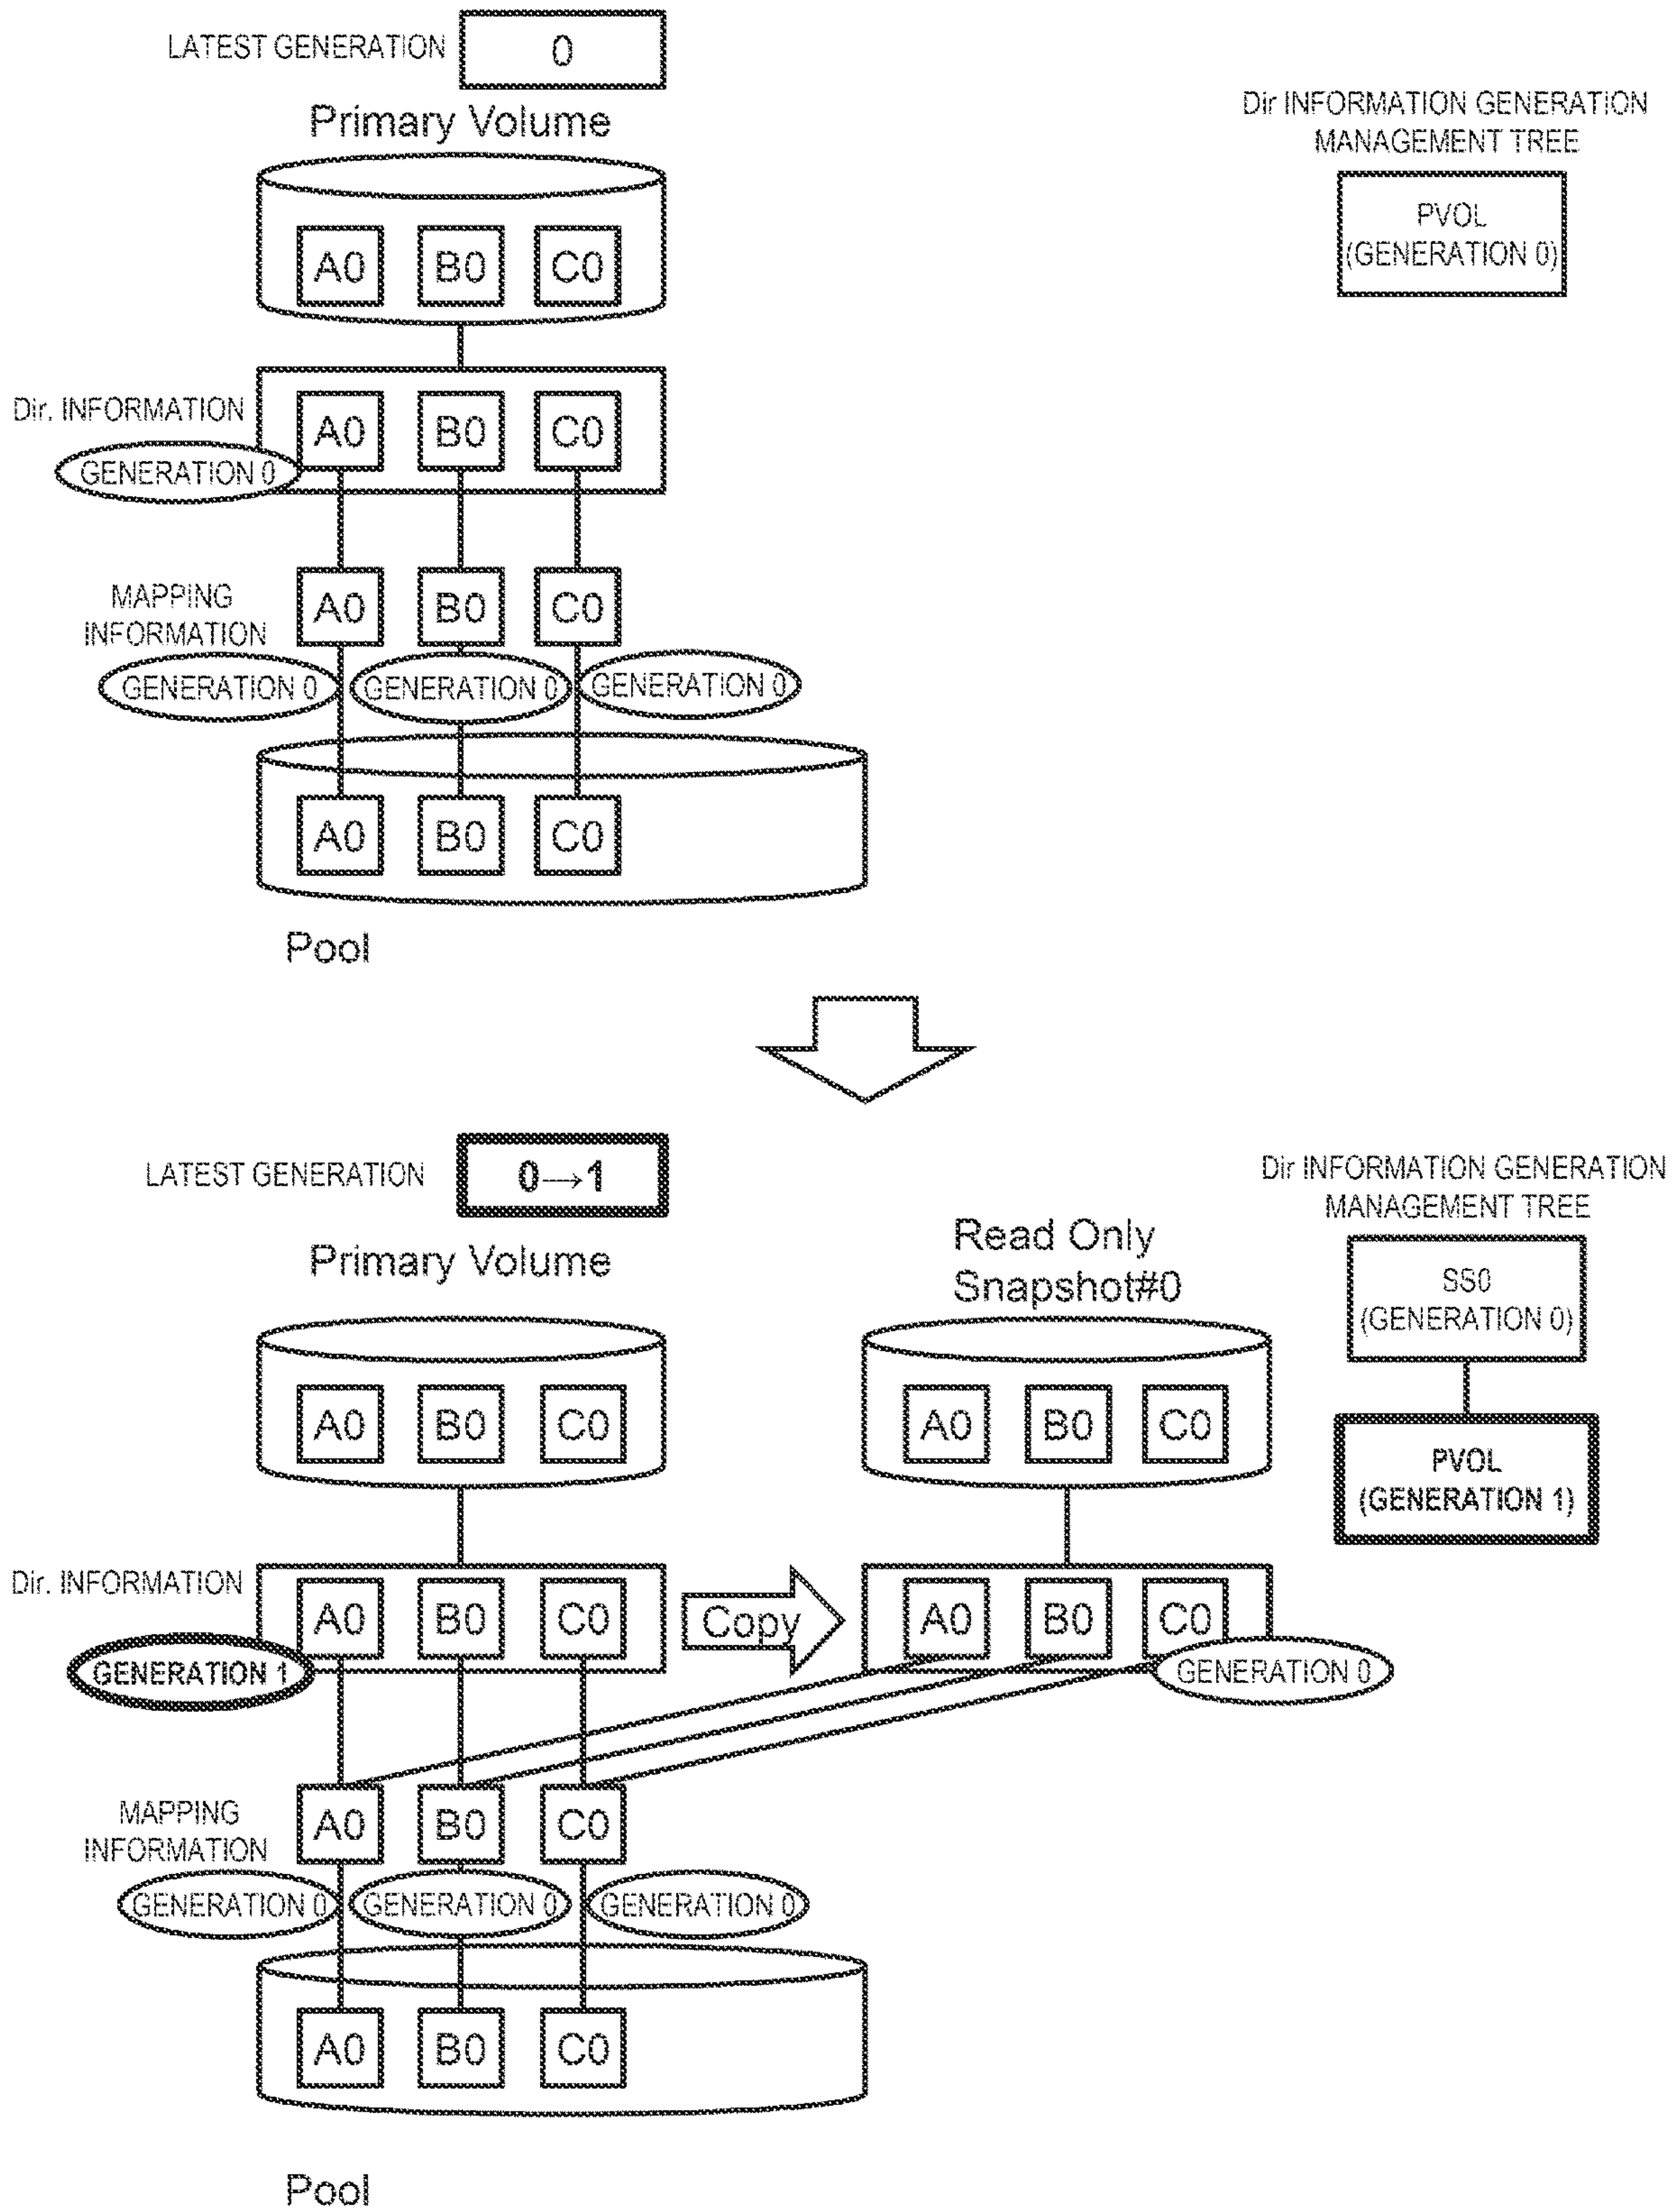 LATEST GENERATION 0
Primary Volume
Dir INFORMATION GENERATION
MANAGEMENT TREE
PVOL
(GENERATION 0)
A0 B0 C0
Dir. INFORMATION
A0 B0 C0
GENERATION 0
MAPPING
INFORMATION
A0 B0 C0
GENERATION 0 GENERATION 0 GENERATION 0
A0 B0 C0
Pool
LATEST GENERATION 0→1
Primary Volume
Read Only
Snapshot#0
Dir INFORMATION GENERATION
MANAGEMENT TREE
SS0
(GENERATION 0)
PVOL
(GENERATION 1)
A0 B0 C0
A0 B0 C0
Dir. INFORMATION
A0 B0 C0
Copy
A0 B0 C0
GENERATION 1
GENERATION 0
MAPPING
INFORMATION
A0 B0 C0
GENERATION 0 GENERATION 0 GENERATION 0
A0 B0 C0
Pool